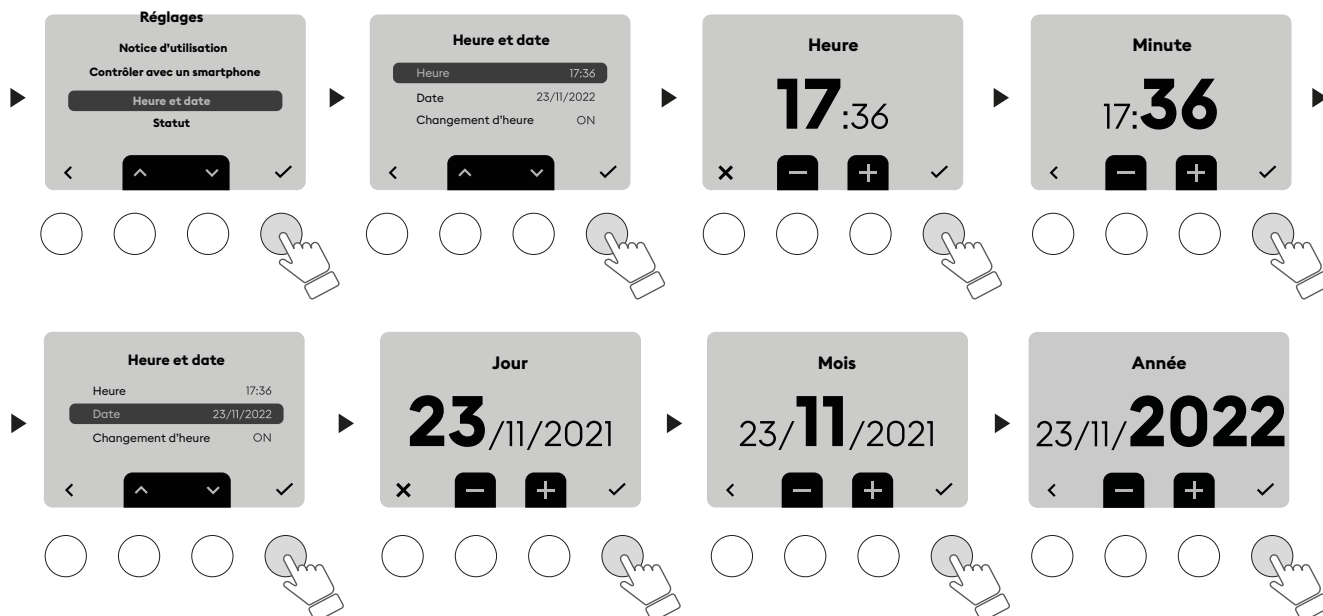 Réglages
Notice d'utilisation
Contrôler avec un smartphone
Heure et date
Statut
Heure et date
Heure 17:36
Date 23/11/2022
Changement d'heure ON
Heure
17:36
Minute
17:36
Heure et date
Heure 17:36
Date 23/11/2022
Changement d'heure ON
Jour
23/11/2021
Mois
23/11/2021
Année
23/11/2022